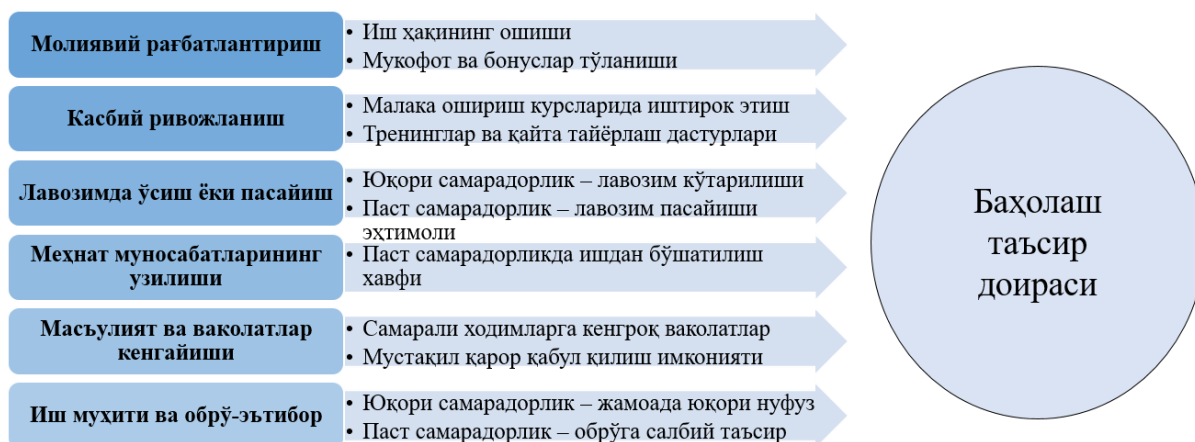 Молиявий рағбатлантириш
• Иш ҳақининг ошиши
• Мукофот ва бонуслар тўланиши
Касбий ривожланиш
• Малака ошириш курсларида иштирок этиш
• Тренинглар ва қайта тайёрлаш дастурлари
Лавозимда ўсиш ёки пасайиш
• Юқори самарадорлик – лавозим кўтарилиши
• Паст самарадорлик – лавозим пасайиши
эҳтимоли
Меҳнат муносабатларининг
узилиши
• Паст самарадорликда ишдан бўшатилиш
хавфи
Масъулият ва ваколатлар
кенгайиши
• Самарали ходимларга кенгроқ ваколатлар
• Мустақил қарор қабул қилиш имконияти
Иш муҳити ва обрў-эътибор
• Юқори самарадорлик – жамоада юқори нуфуз
• Паст самарадорлик – обрўга салбий таъсир
Баҳолаш
таъсир
доираси